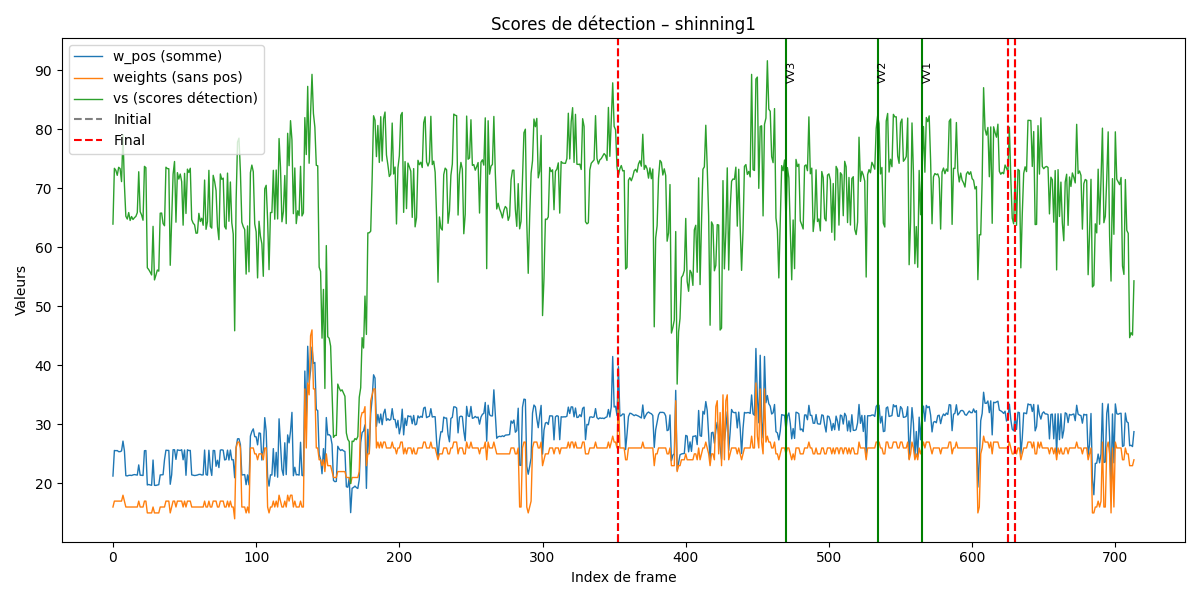 Scores de détection – shinning1
w_pos (somme)
weights (sans pos)
vs (scores détection)
Initial
Final
VV3
VV2
VV1
Valeurs
90
80
70
60
50
40
30
20
0
100
200
300
400
500
600
700
Index de frame